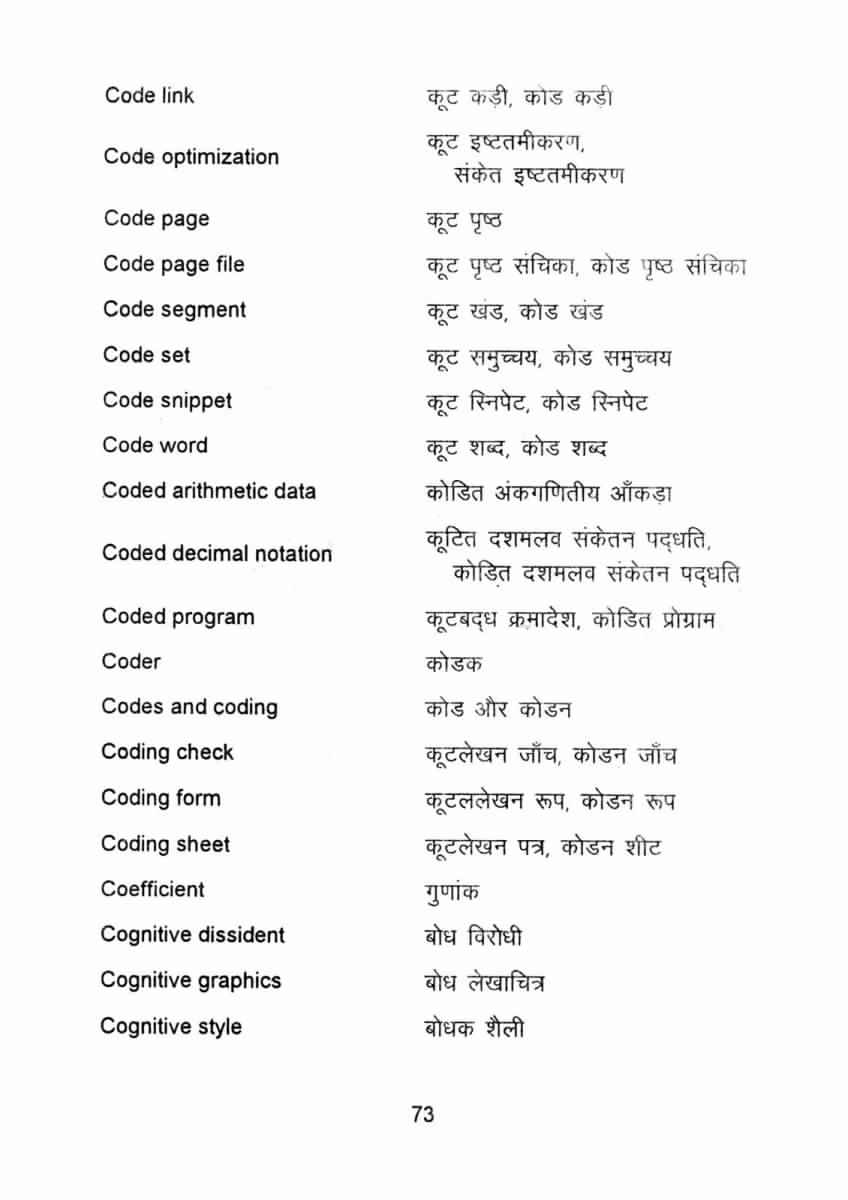 Code link कूट कड़ी, कोड कड़ी
Code optimization कूट इष्टतमीकरण,
संकेत इष्टतमीकरण
Code page कूट पृष्ठ
Code page file कूट पृष्ठ संचिका, कोड पृष्ठ संचिका
Code segment कूट खंड, कोड खंड
Code set कूट समुच्चय, कोड समुच्चय
Code snippet कूट स्निपेट, कोड स्निपेट
Code word कूट शब्द, कोड शब्द
Coded arithmetic data कोडित अंकगणितीय आँकड़ा
Coded decimal notation कूटित दशमलव संकेतन पद्धति,
कोडित दशमलव संकेतन पद्धति
Coded program कूटबद्ध क्रमादेश, कोडित प्रोग्राम
Coder कोडक
Codes and coding कोड और कोडन
Coding check कूटलेखन जाँच, कोडन जाँच
Coding form कूटललेखन रूप, कोडन रूप
Coding sheet कूटलेखन पत्र, कोडन शीट
Coefficient गुणांक
Cognitive dissident बोध विरोधी
Cognitive graphics बोध लेखाचित्र
Cognitive style बोधक शैली
73